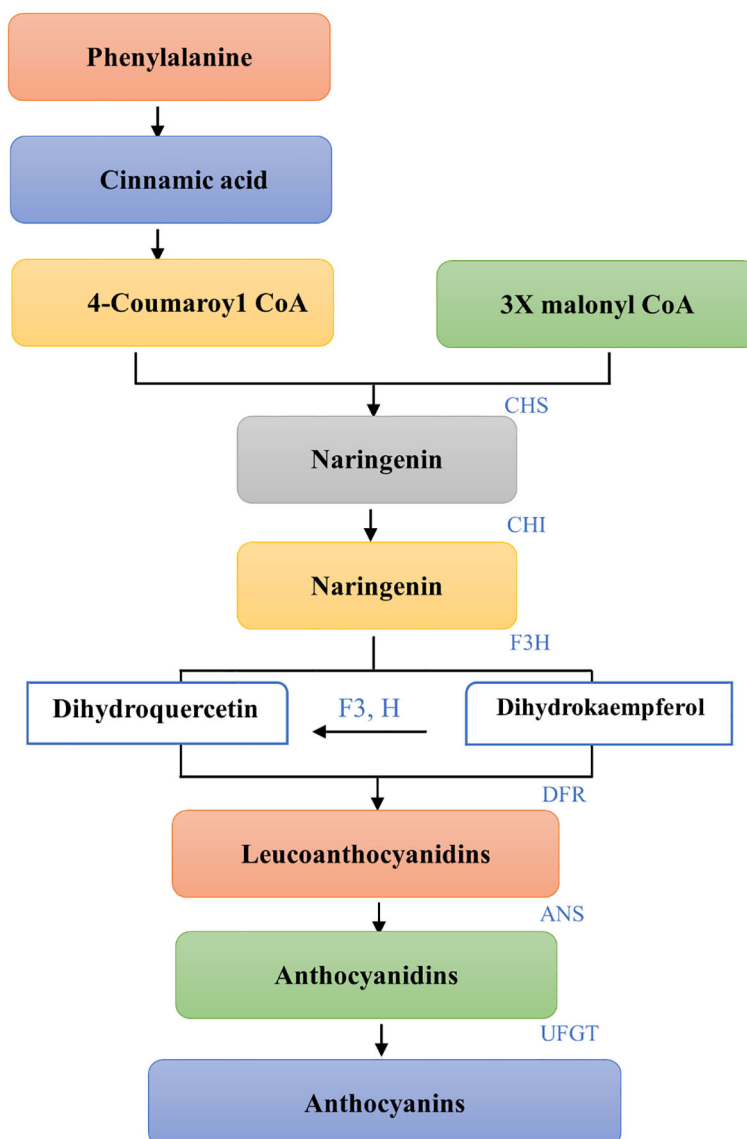 Phenylalanine
Cinnamic acid
4-Coumaroy1 CoA
3X malonyl CoA
CHS
Naringenin
CHI
Naringenin
F3H
Dihydroquercetin
F3, H
Dihydrokaempferol
DFR
Leucoanthocyanidins
ANS
Anthocyanidins
UFGT
Anthocyanins